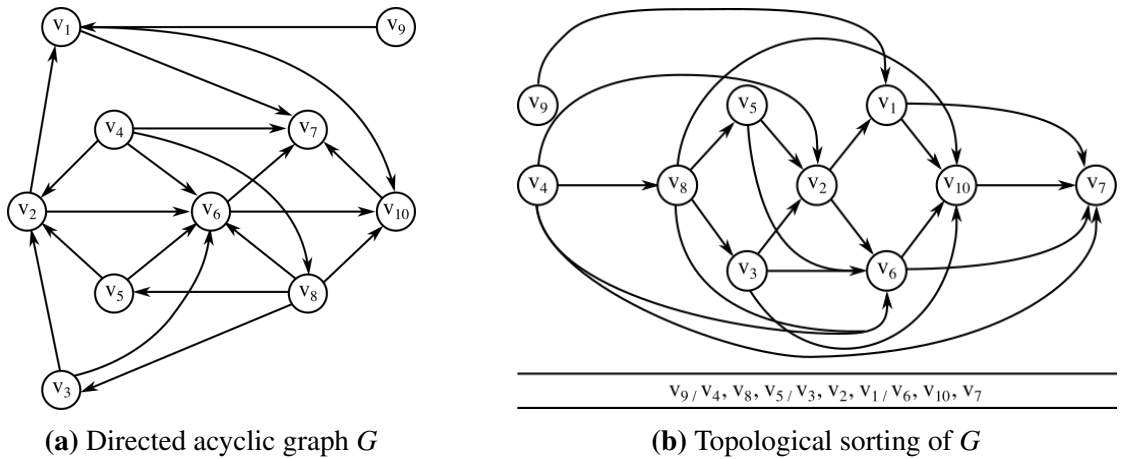 v1 v9
v4 v7
v2 v6 v10
v5 v8
v3
(a) Directed acyclic graph G
v9 v5 v1
v4 v8 v2 v10 v7
v3 v6
v9 / v4, v8, v5 / v3, v2, v1 / v6, v10, v7
(b) Topological sorting of G